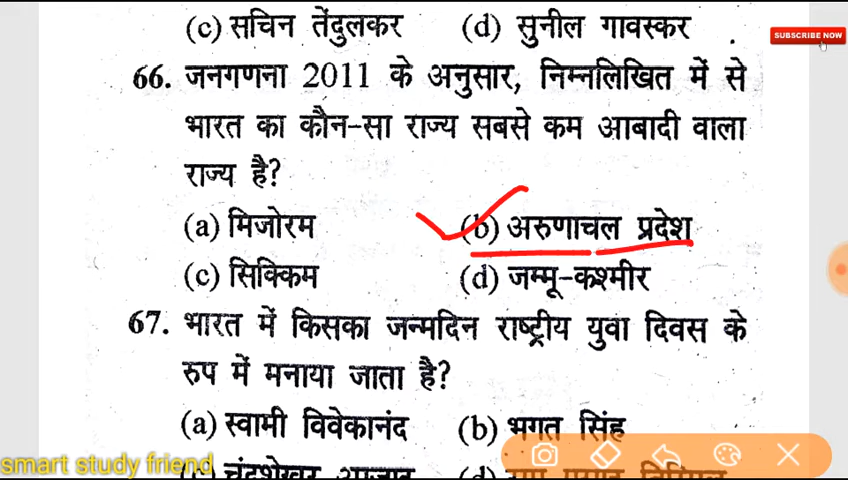 (c) सचिन तेंदुलकर (d) सुनील गावस्कर
SUBSCRIBE NOW
66. जनगणना 2011 के अनुसार, निम्नलिखित में से
भारत का कौन-सा राज्य सबसे कम आबादी वाला
राज्य है?
(a) मिजोरम (b) अरुणाचल प्रदेश
(c) सिक्किम (d) जम्मू-कश्मीर
67. भारत में किसका जन्मदिन राष्ट्रीय युवा दिवस के
रुप में मनाया जाता है?
(a) स्वामी विवेकानंद (b) भगत सिंह
smart study friend